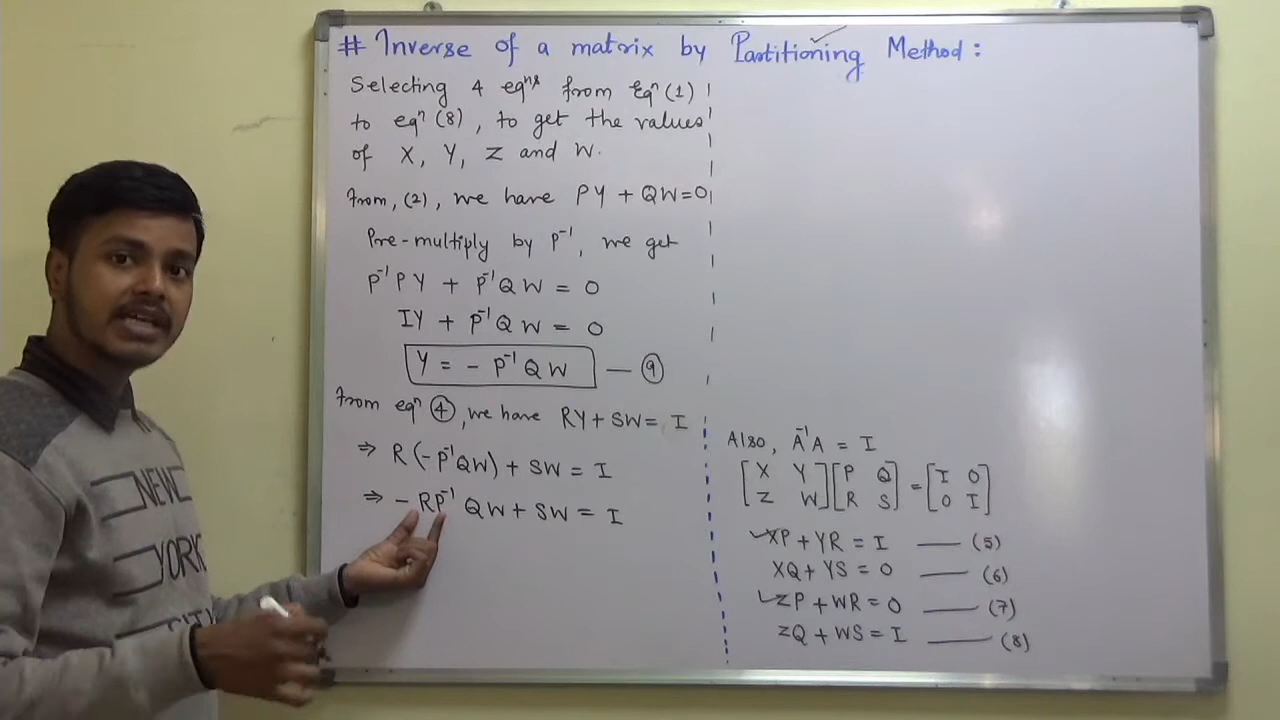 # Inverse of a matrix by Partitioning Method :
Selecting 4 eqⁿˢ from Eqⁿ (1)
to eqⁿ (8), to get the values
of X, Y, Z and W.
From, (2), we have PY + QW = 0
Pre-multiply by P⁻¹, we get
P⁻¹PY + P⁻¹QW = 0
IY + P⁻¹QW = 0
Y = - P⁻¹QW — (9)
From eqⁿ (4), we have RY + SW = I
⇒ R(-P⁻¹QW) + SW = I
⇒ - RP⁻¹QW + SW = I
Also, A⁻¹A = I
[X Y] [P Q] = [I O]
[Z W] [R S] [O I]
✓XP + YR = I — (5)
XQ + YS = 0 — (6)
✓ZP + WR = 0 — (7)
ZQ + WS = I — (8)
NEW
YORK
CITY